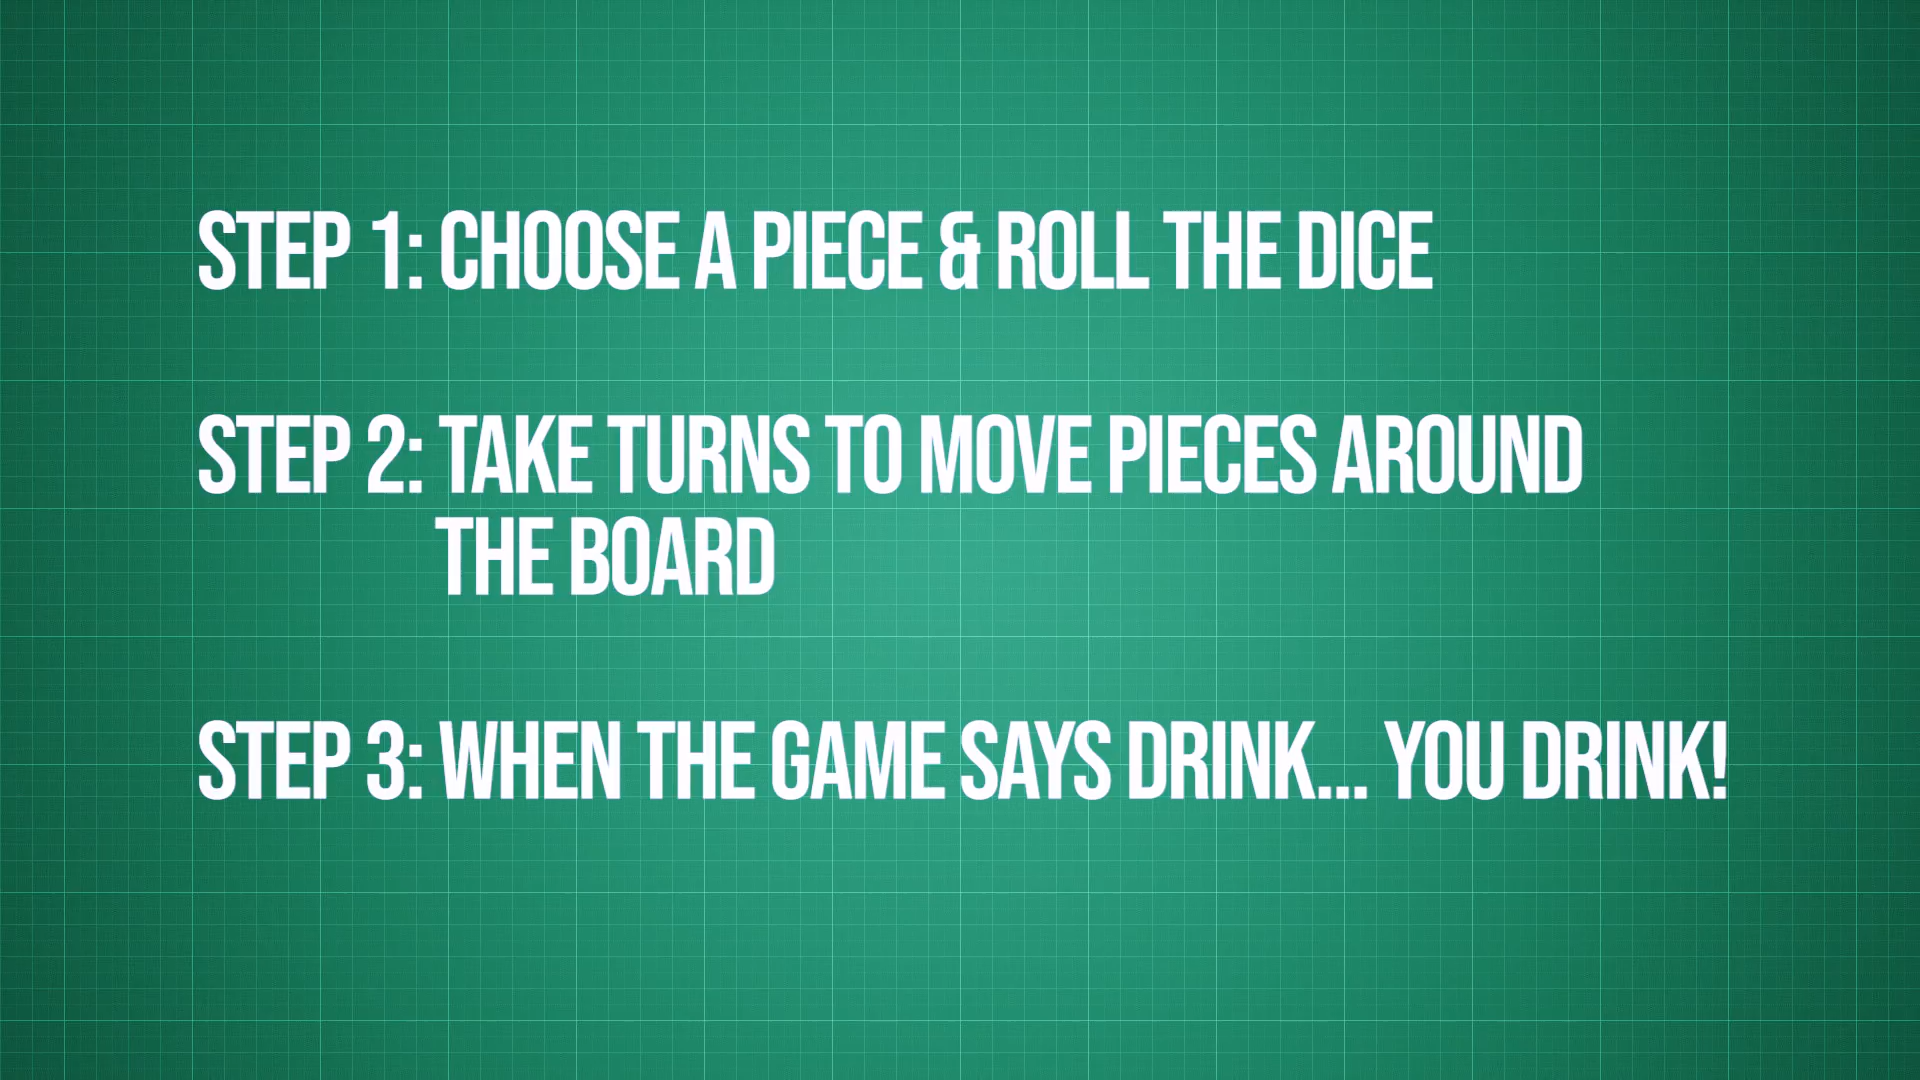 STEP 1: CHOOSE A PIECE & ROLL THE DICE
STEP 2: TAKE TURNS TO MOVE PIECES AROUND
THE BOARD
STEP 3: WHEN THE GAME SAYS DRINK... YOU DRINK!